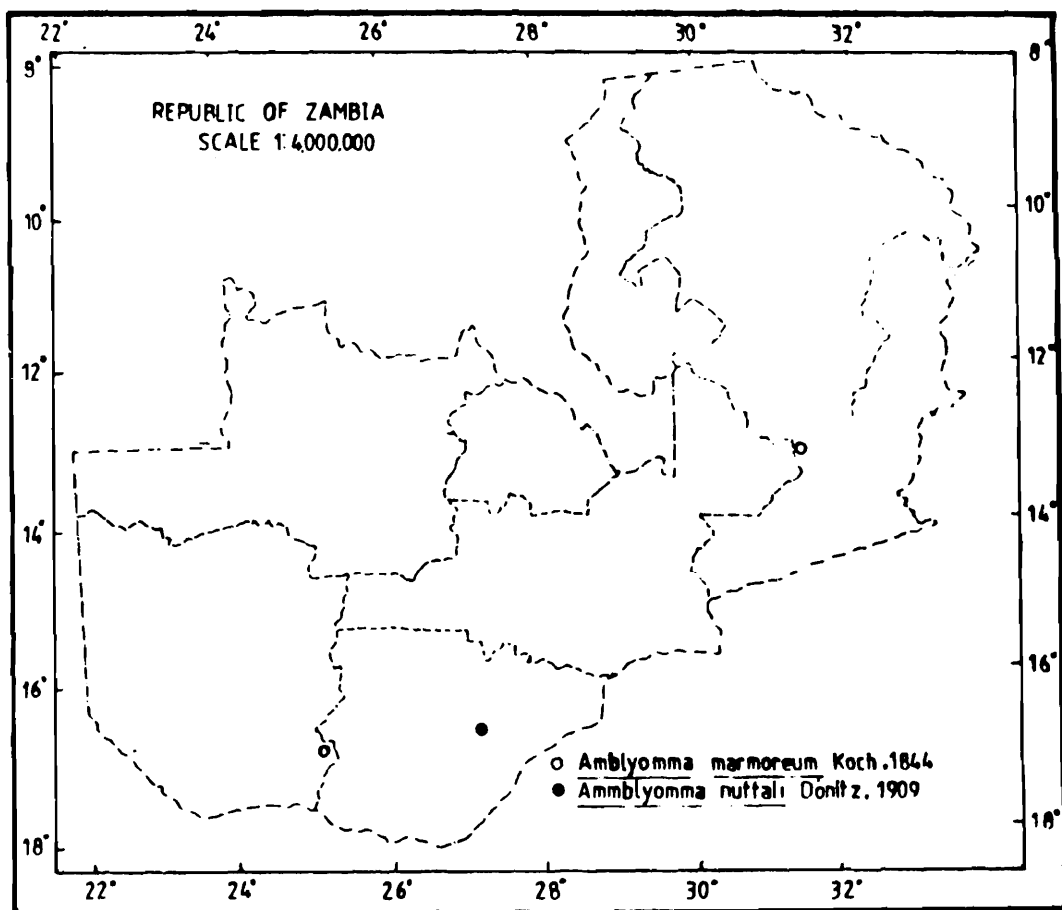 22° 24° 26° 28° 30° 32°
9° 8°
REPUBLIC OF ZAMBIA
SCALE 1:4,000,000
10° 10°
12° 12°
14° 14°
16° 16°
○ Amblyomma marmoreum Koch.1844
● Ammblyomma nuttali Dönitz.1909
18° 18°
22° 24° 26° 28° 30° 32°